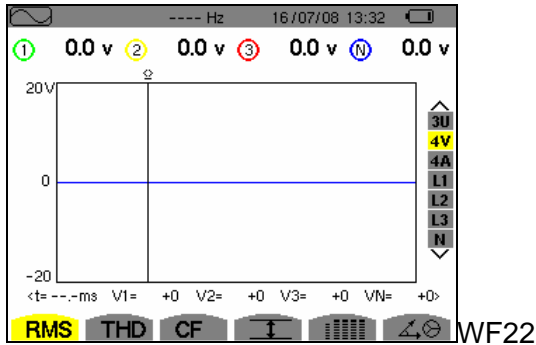 ---- Hz 16/07/08 13:32
1 0.0 v 2 0.0 v 3 0.0 v N 0.0 v
20V
3U
4V
4A
0
L1
L2
L3
N
-20
<t= --.-ms V1= +0 V2= +0 V3= +0 VN= +0>
RMS THD CF
WF22